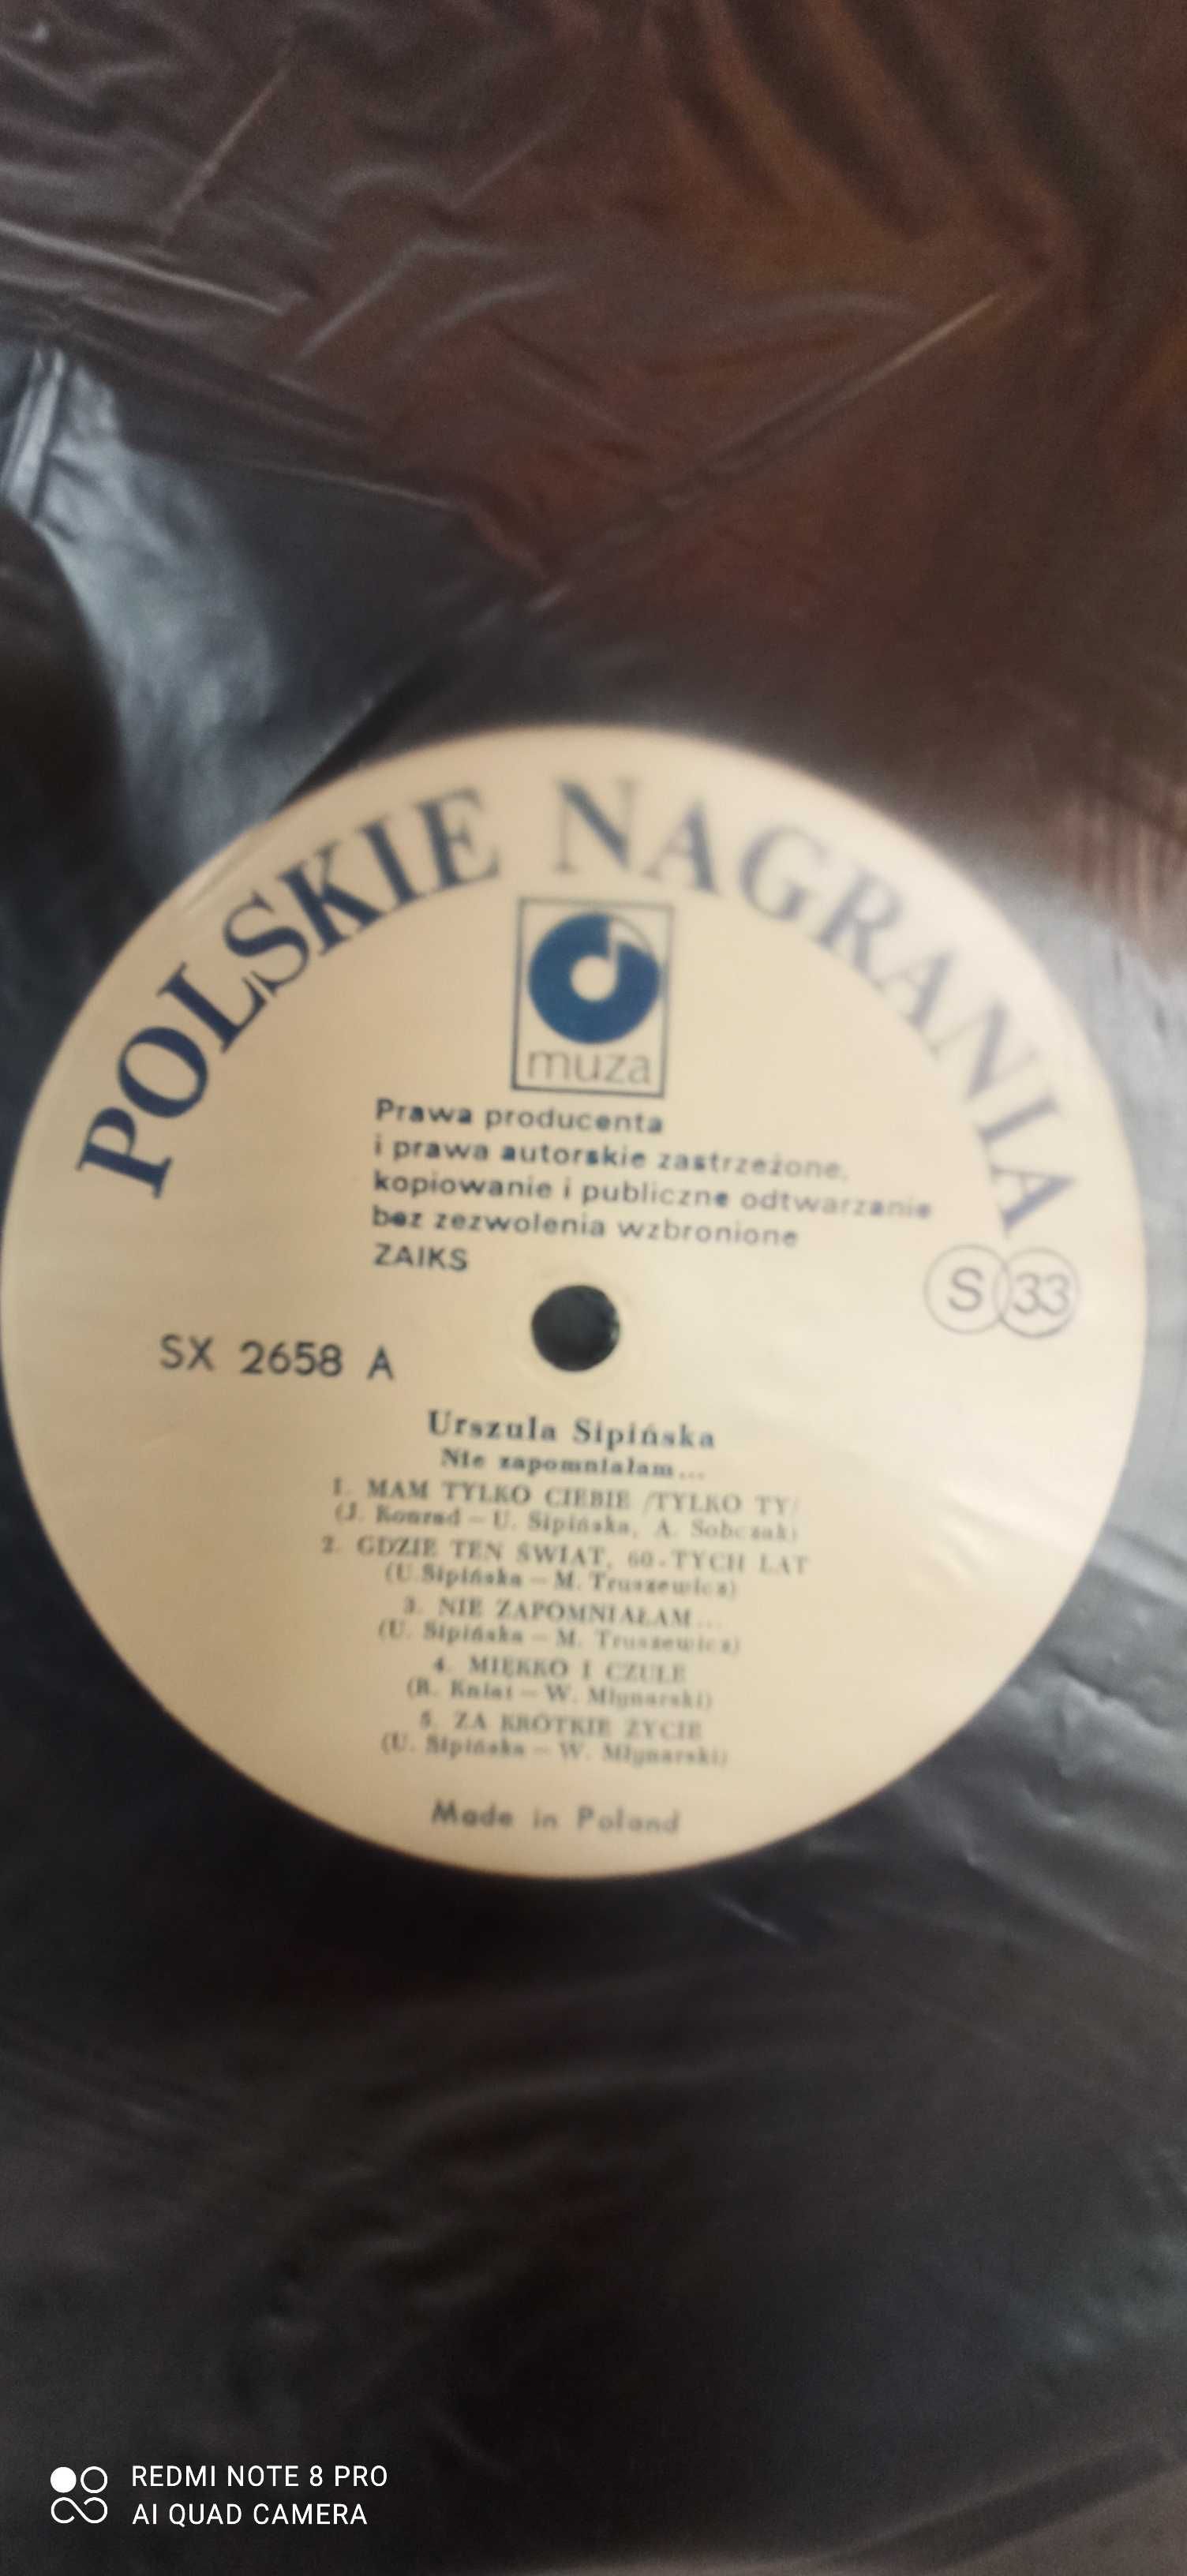 POLSKIE NAGRANIA
muza
Prawa producenta
i prawa autorskie zastrzeżone,
kopiowanie i publiczne odtwarzanie
bez zezwolenia wzbronione
ZAIKS
S 33
SX 2658 A
Urszula Sipińska
Nie zapomniałam...
1. MAM TYLKO CIEBIE /TYLKO TY/
(J. Konrad – U. Sipińska, A. Sobczak)
2. GDZIE TEN ŚWIAT, 60-TYCH LAT
(U. Sipińska – M. Truszewicz)
3. NIE ZAPOMNIAŁAM...
(U. Sipińska – M. Truszewicz)
4. MIĘKKO I CZULE
(R. Kniat – W. Młynarski)
5. ZA KRÓTKIE ŻYCIE
(U. Sipińska – W. Młynarski)
Made in Poland
REDMI NOTE 8 PRO
AI QUAD CAMERA